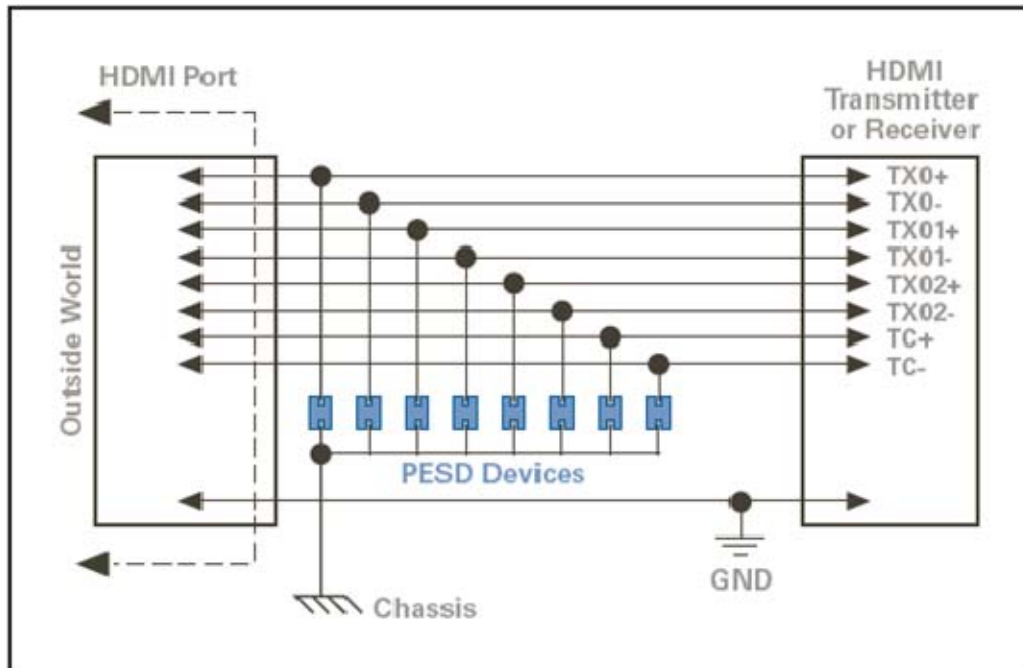 HDMI Port
HDMI
Transmitter
or Receiver
Outside World
TX0+
TX0-
TX01+
TX01-
TX02+
TX02-
TC+
TC-
PESD Devices
GND
Chassis